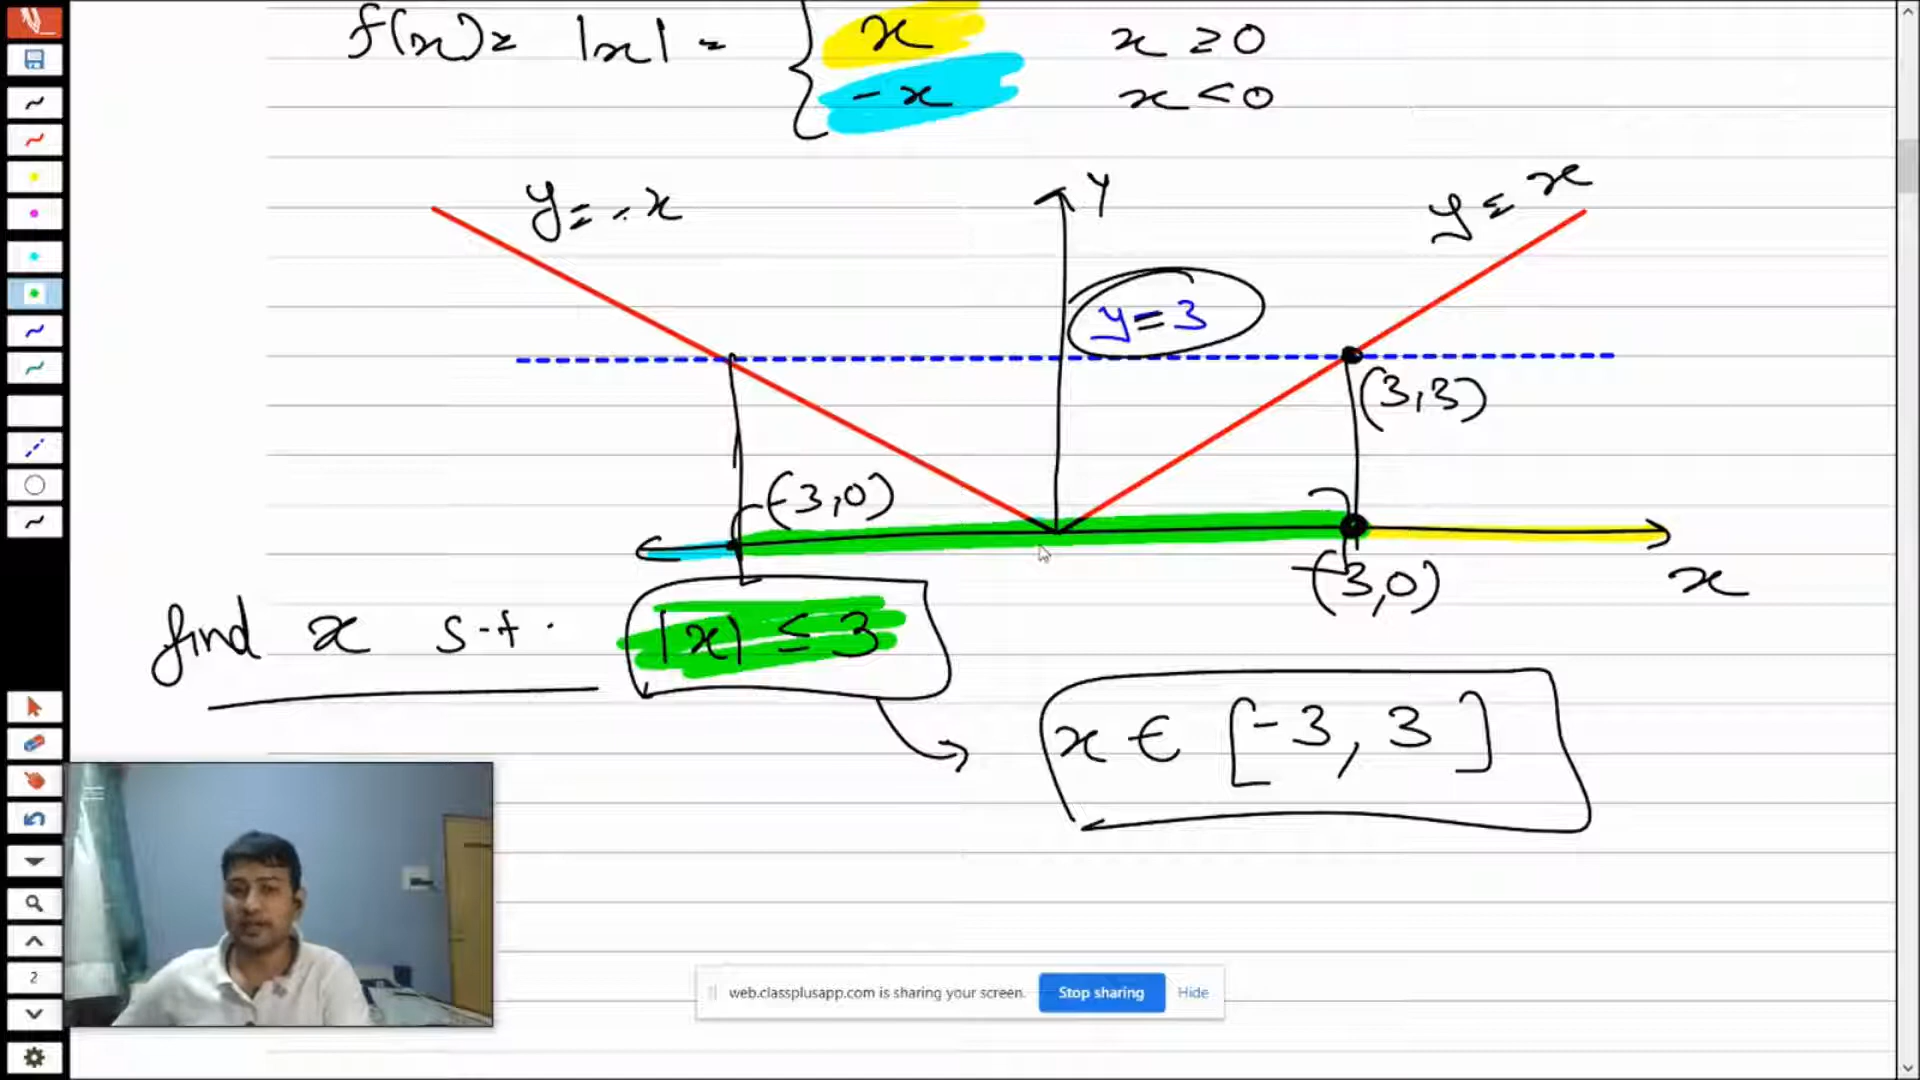 f(x) = |x| = { x x ≥ 0
-x x < 0
y = -x
Y
y = x
y = 3
(3,3)
(-3,0)
(3,0)
x
find x s.t. |x| ≤ 3
x ∈ [-3, 3]
2
web.classplusapp.com is sharing your screen. Stop sharing Hide